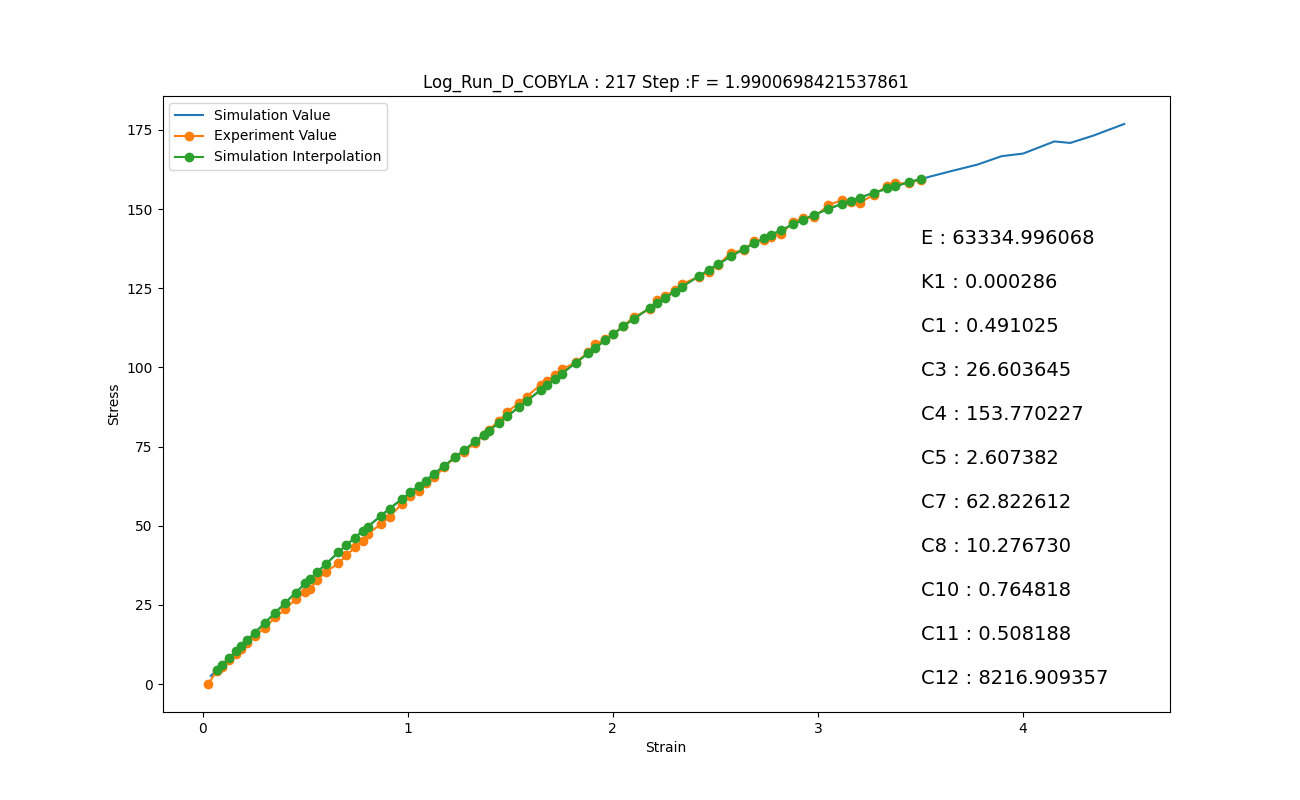 Log_Run_D_COBYLA : 217 Step :F = 1.9900698421537861
Simulation Value
Experiment Value
Simulation Interpolation
175
150
125
100
75
50
25
0
Stress
E : 63334.996068
K1 : 0.000286
C1 : 0.491025
C3 : 26.603645
C4 : 153.770227
C5 : 2.607382
C7 : 62.822612
C8 : 10.276730
C10 : 0.764818
C11 : 0.508188
C12 : 8216.909357
0 1 2 3 4
Strain